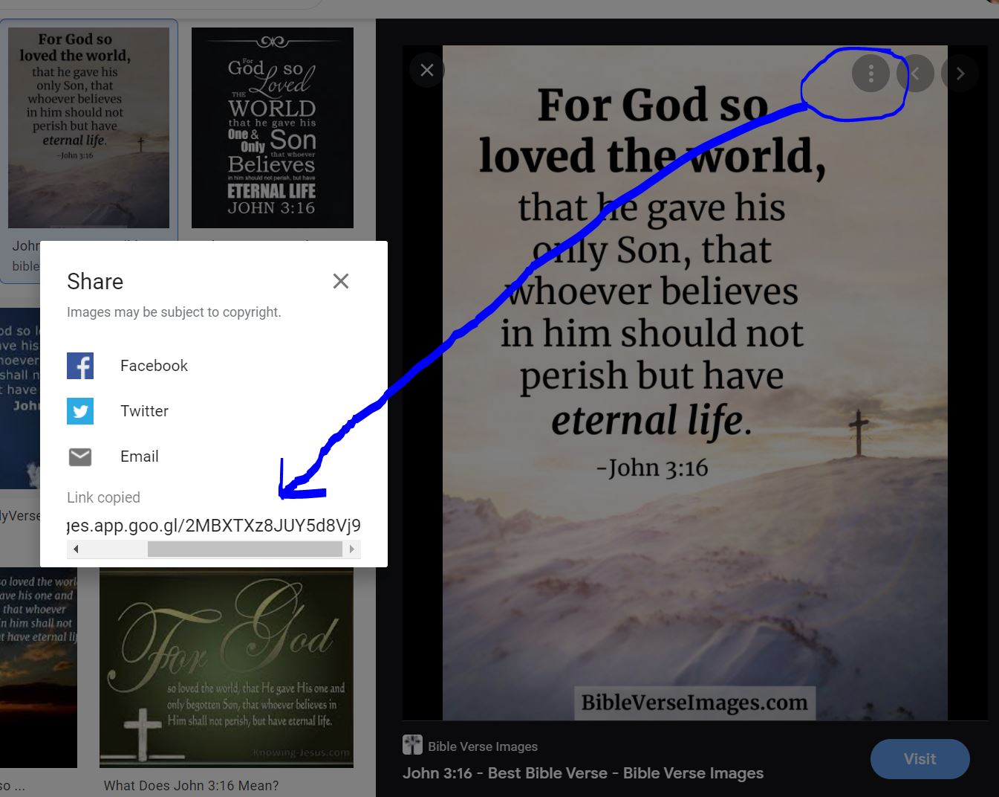 For God so
loved the world,
that he gave his
only Son, that
whoever believes
in him should not
perish but have
eternal life.
-John 3:16
For
God so
Loved
THE
WORLD
that he gave his
One &
Only Son
that whoever
Believes
in him should not perish, but have
ETERNAL LIFE
JOHN 3:16
John
bible
Share
Images may be subject to copyright.
Facebook
Twitter
Email
Link copied
ges.app.goo.gl/2MBXTXz8JUY5d8Vj9
od so
ve his
hoever
shall n
t have
John
lyVerse
so loved the world
ave his one and
that whoever
in him shall not
t have eternal
so ...
For God
so loved the world, that He gave His one and
only begotten Son, that whoever believes in
Him shall not perish, but have eternal life.
Knowing-Jesus.com
What Does John 3:16 Mean?
For God so
loved the world,
that he gave his
only Son, that
whoever believes
in him should not
perish but have
eternal life.
-John 3:16
BibleVerseImages.com
Bible Verse Images
John 3:16 - Best Bible Verse - Bible Verse Images
Visit